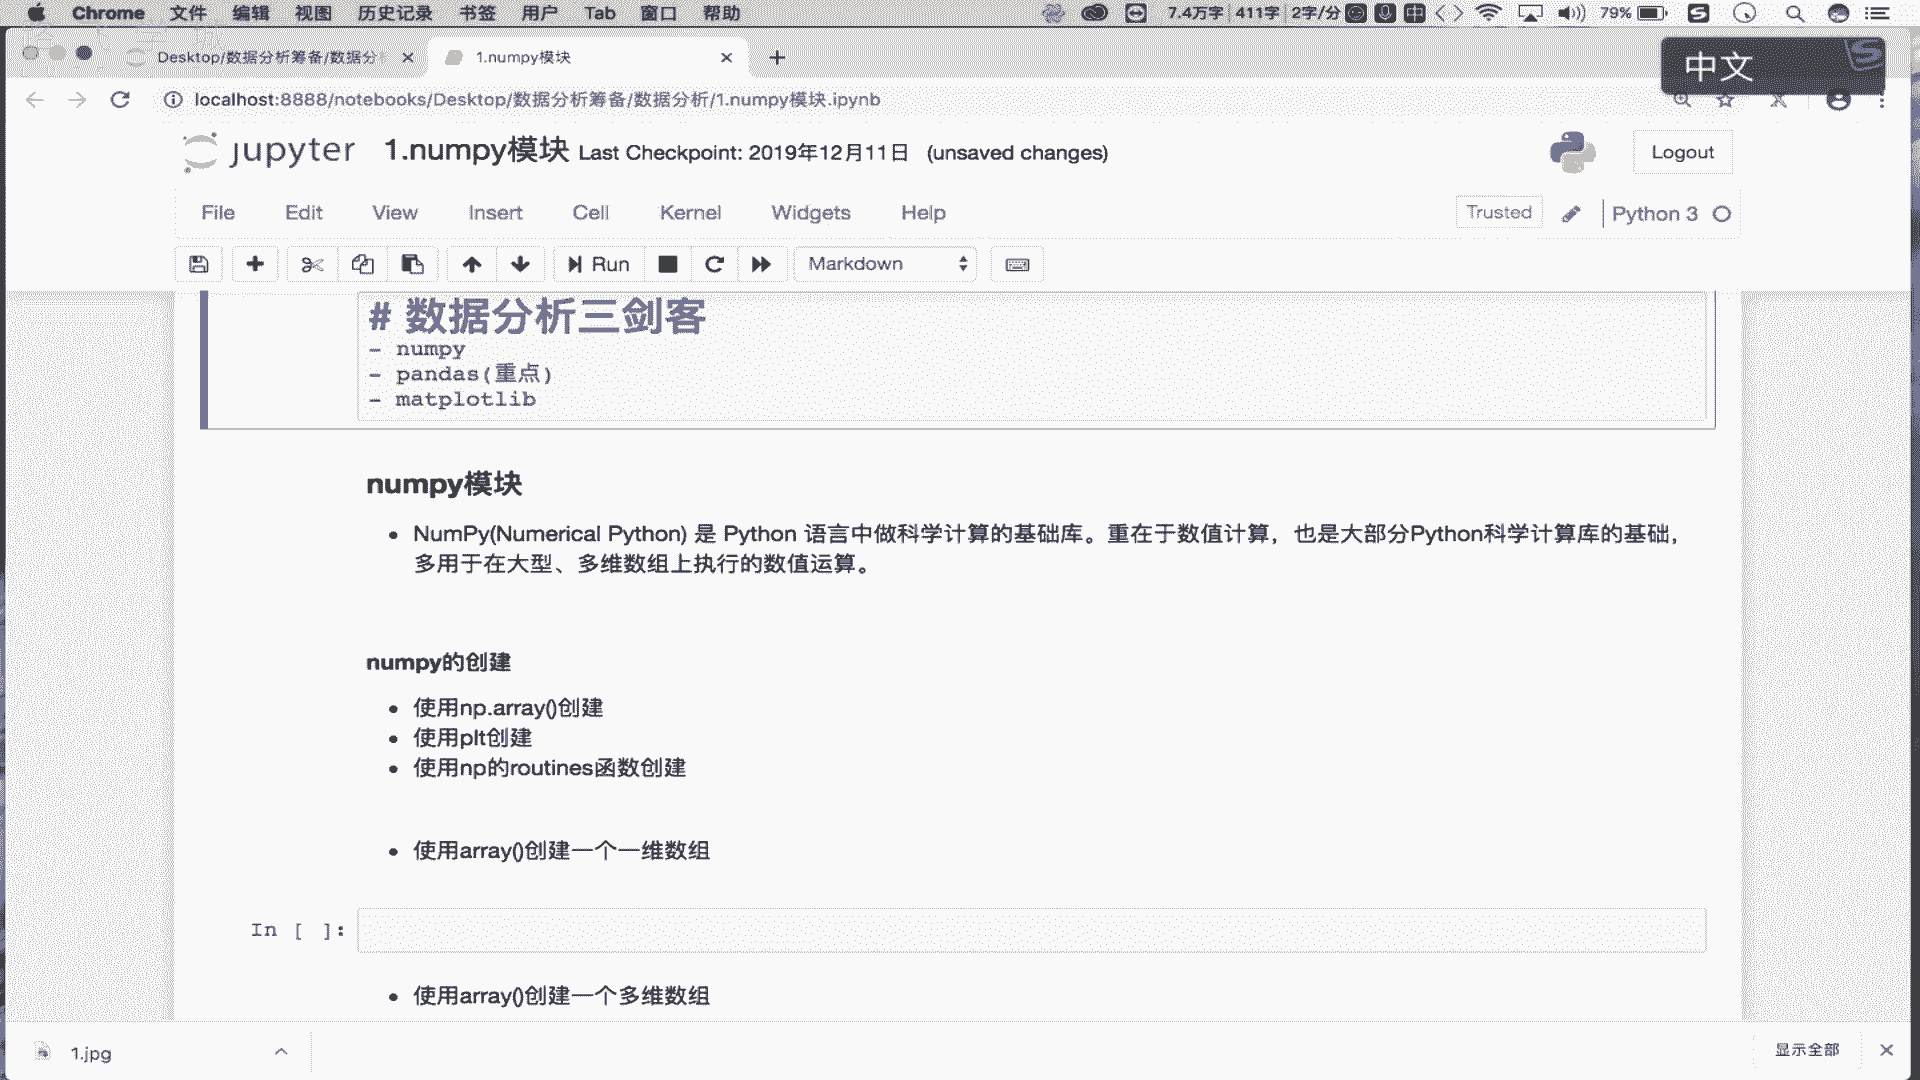 Chrome 文件 编辑 视图 历史记录 书签 用户 Tab 窗口 帮助 7.4万字 411字 2字/分 中 79%
Desktop/数据分析筹备/数据分 1.numpy模块
中文
localhost:8888/notebooks/Desktop/数据分析筹备/数据分析/1.numpy模块.ipynb
jupyter 1.numpy模块 Last Checkpoint: 2019年12月11日 (unsaved changes) Logout
File Edit View Insert Cell Kernel Widgets Help Trusted Python 3
Run Markdown
# 数据分析三剑客
- numpy
- pandas(重点)
- matplotlib
numpy模块
• NumPy(Numerical Python) 是 Python 语言中做科学计算的基础库。重在于数值计算，也是大部分Python科学计算库的基础，
多用于在大型、多维数组上执行的数值运算。
numpy的创建
• 使用np.array()创建
• 使用plt创建
• 使用np的routines函数创建
• 使用array()创建一个一维数组
In [ ]:
• 使用array()创建一个多维数组
1.jpg 显示全部